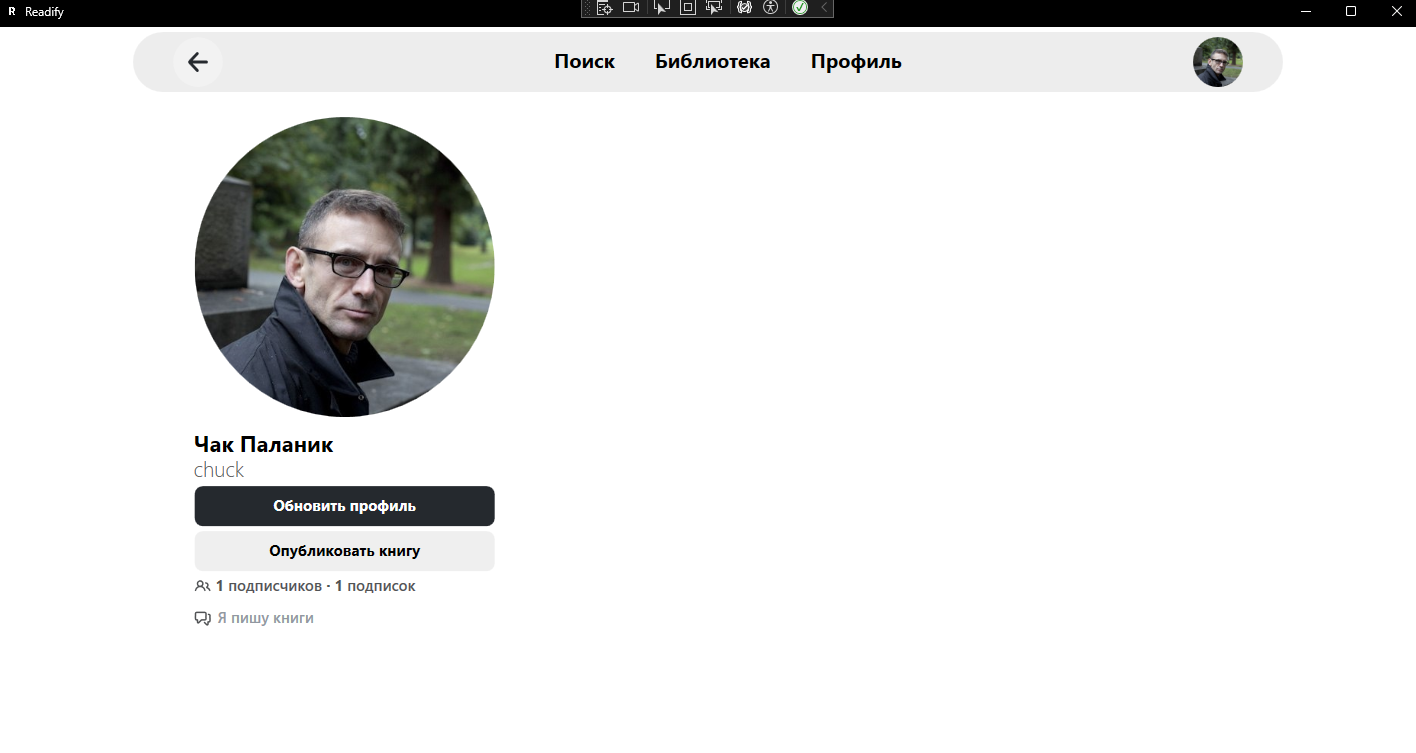 Readify
Поиск Библиотека Профиль
Чак Паланик
chuck
Обновить профиль
Опубликовать книгу
1 подписчиков · 1 подписок
Я пишу книги